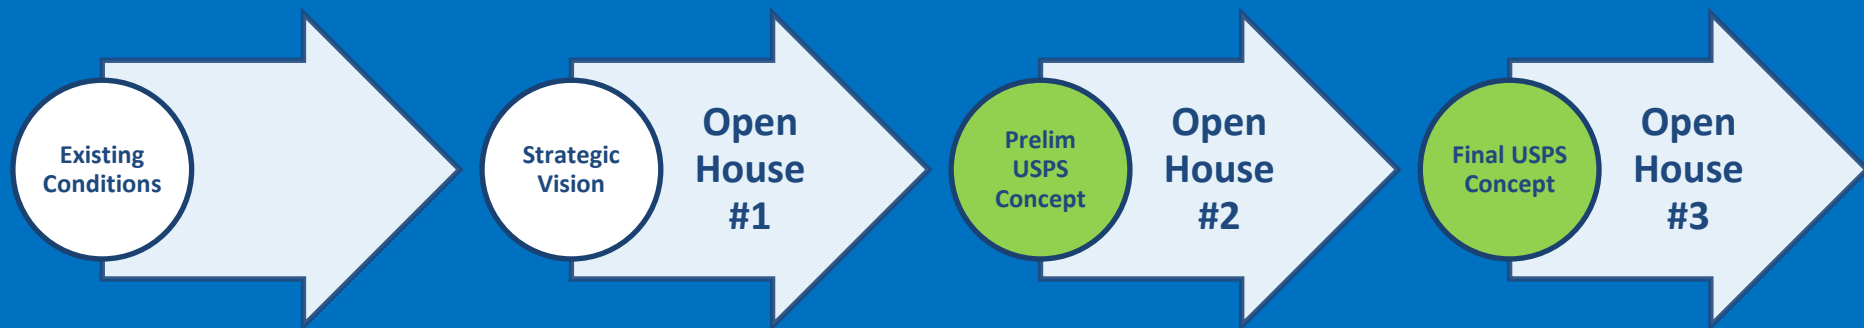 Existing
Conditions
Strategic
Vision
Open
House
#1
Prelim
USPS
Concept
Open
House
#2
Final USPS
Concept
Open
House
#3